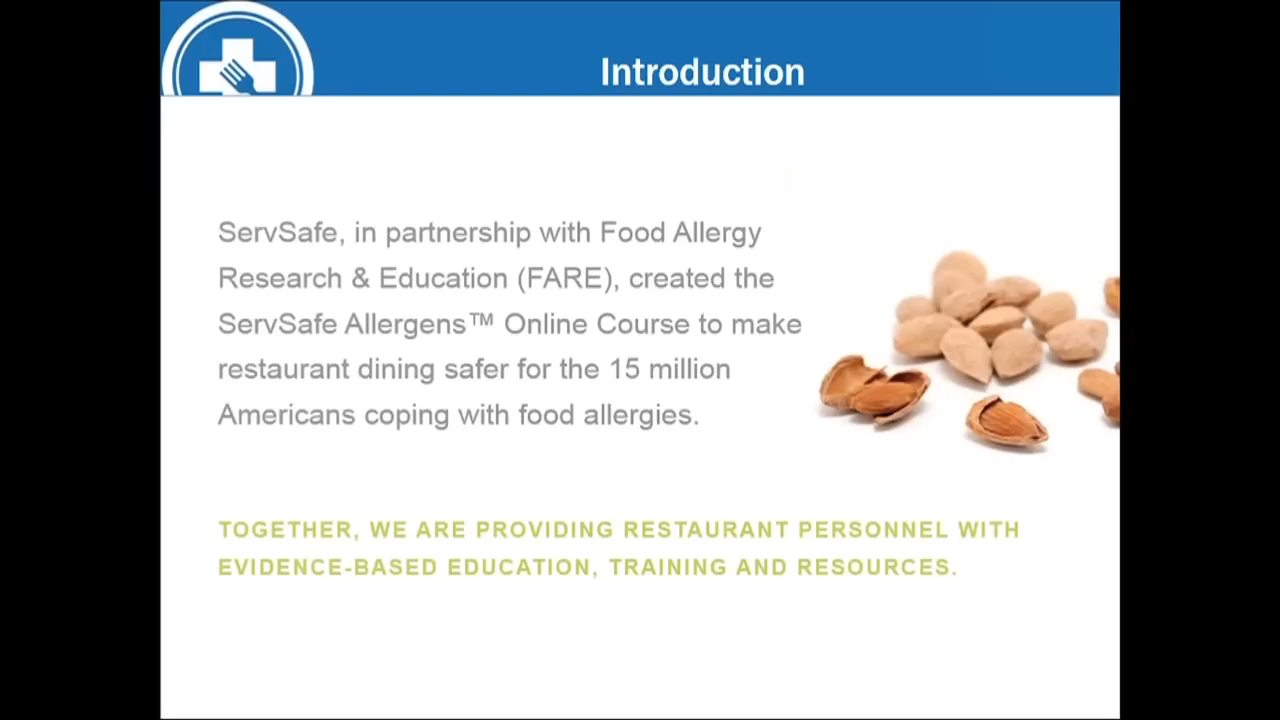 Introduction
ServSafe, in partnership with Food Allergy
Research & Education (FARE), created the
ServSafe Allergens™ Online Course to make
restaurant dining safer for the 15 million
Americans coping with food allergies.
TOGETHER, WE ARE PROVIDING RESTAURANT PERSONNEL WITH
EVIDENCE-BASED EDUCATION, TRAINING AND RESOURCES.